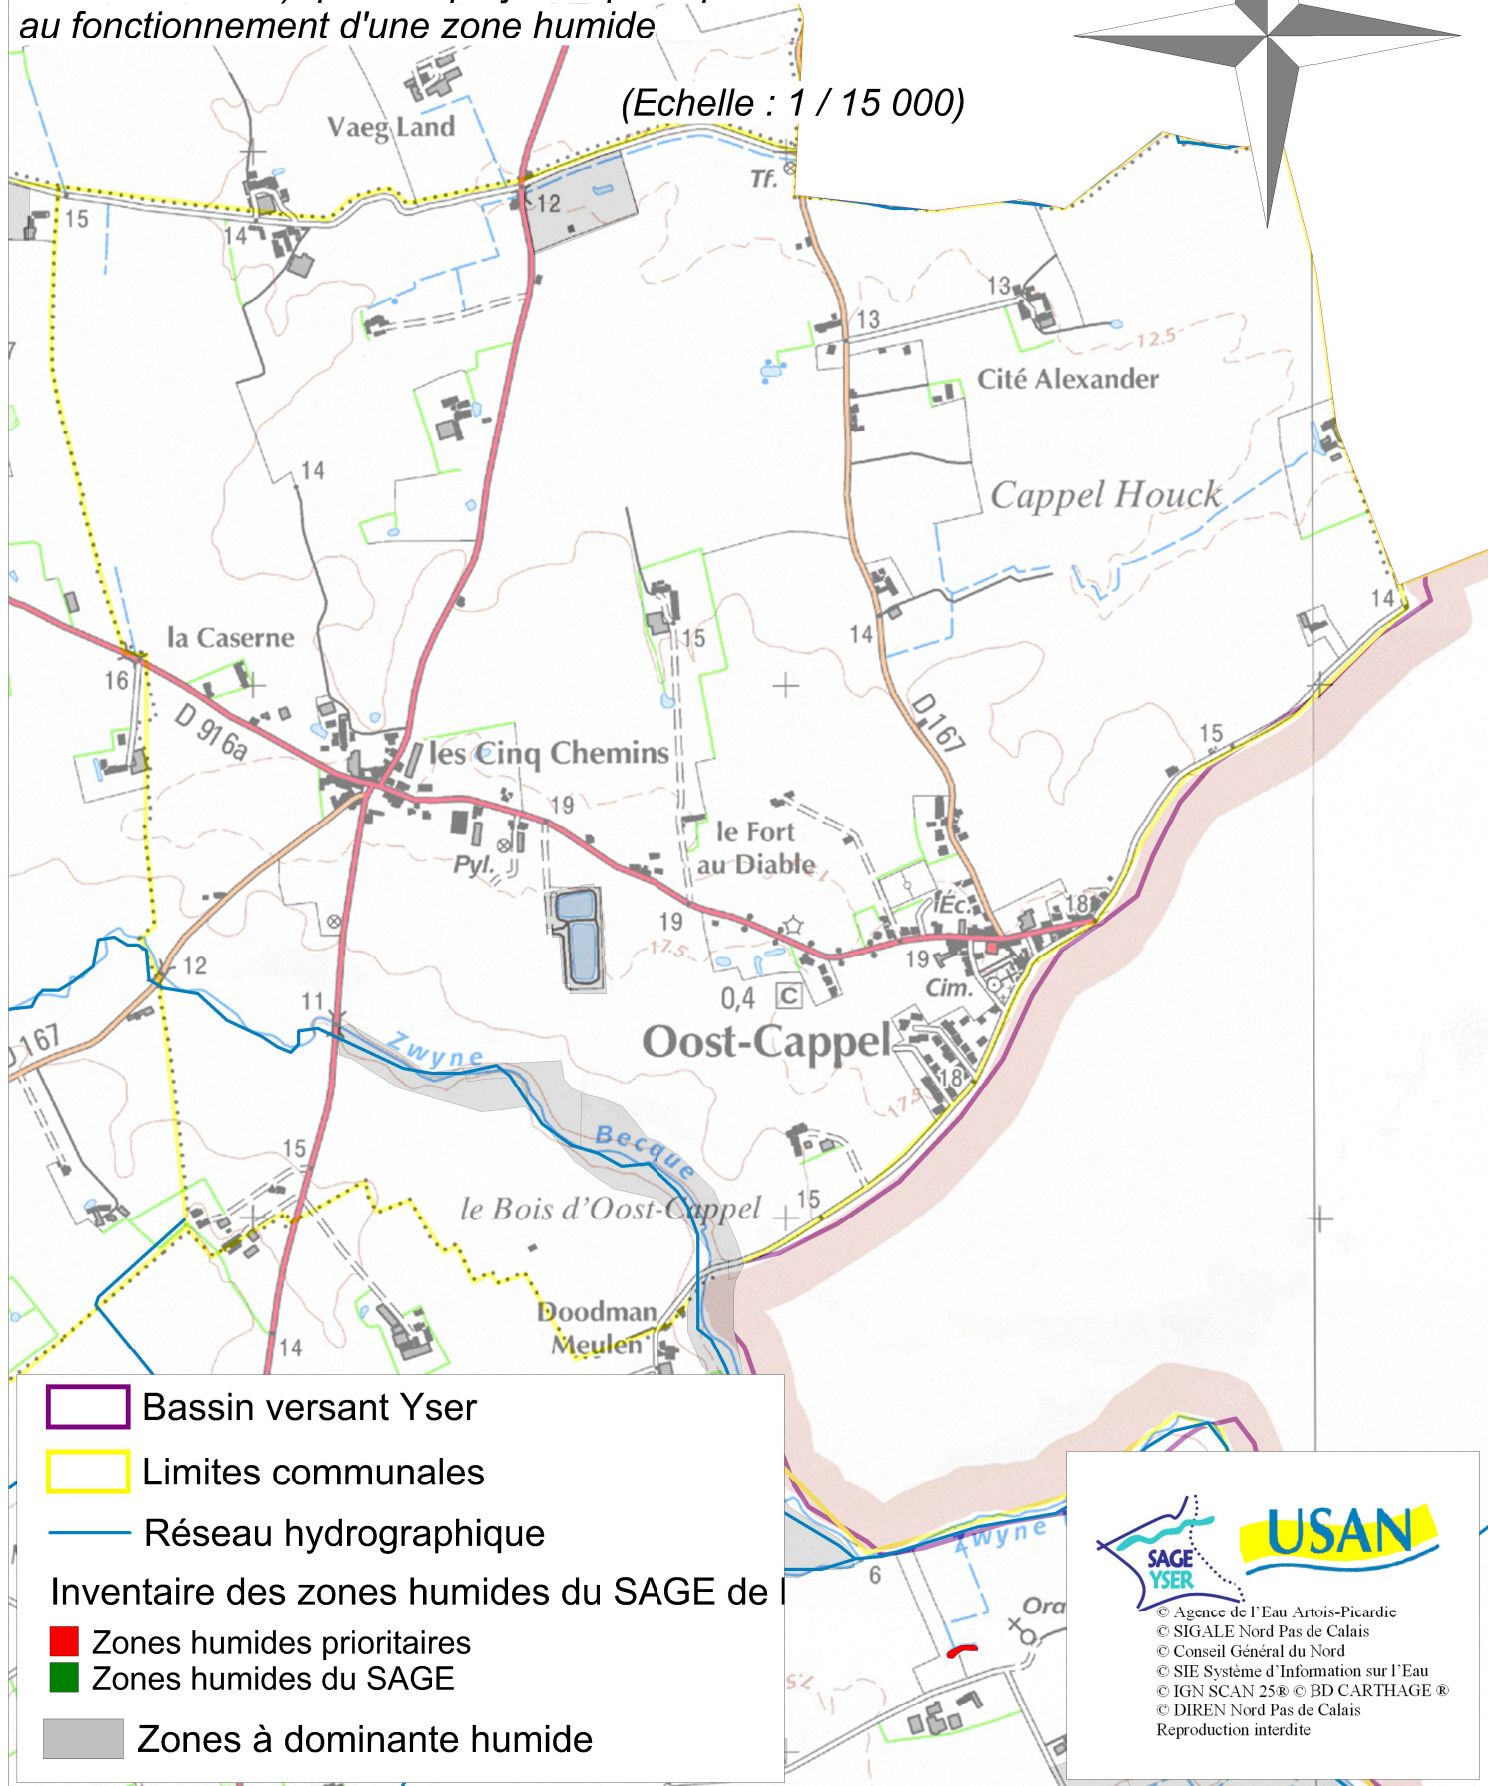 au fonctionnement d'une zone humide
(Echelle : 1 / 15 000)
Vaeg Land
Tf.
12
15
14
13
13
12.5
Cité Alexander
14
Cappel Houck
14
la Caserne
15
14
16
D 916a
D 167
15
les Cinq Chemins
19
le Fort
au Diable
Pyl.
Éc.
18
19
17.5
19
12
Cim.
11
0,4 C
Zwyne
Oost-Cappel
167
18
17.5
Becque
15
le Bois d'Oost-Cappel
15
Doodman
Meulen
14
Bassin versant Yser
Limites communales
Réseau hydrographique
Inventaire des zones humides du SAGE de l
Zones humides prioritaires
Zones humides du SAGE
Zones à dominante humide
Zwyne
6
Ora
7.5
SAGE
YSER
USAN
© Agence de l'Eau Artois-Picardie
© SIGALE Nord Pas de Calais
© Conseil Général du Nord
© SIE Système d'Information sur l'Eau
© IGN SCAN 25® © BD CARTHAGE ®
© DIREN Nord Pas de Calais
Reproduction interdite